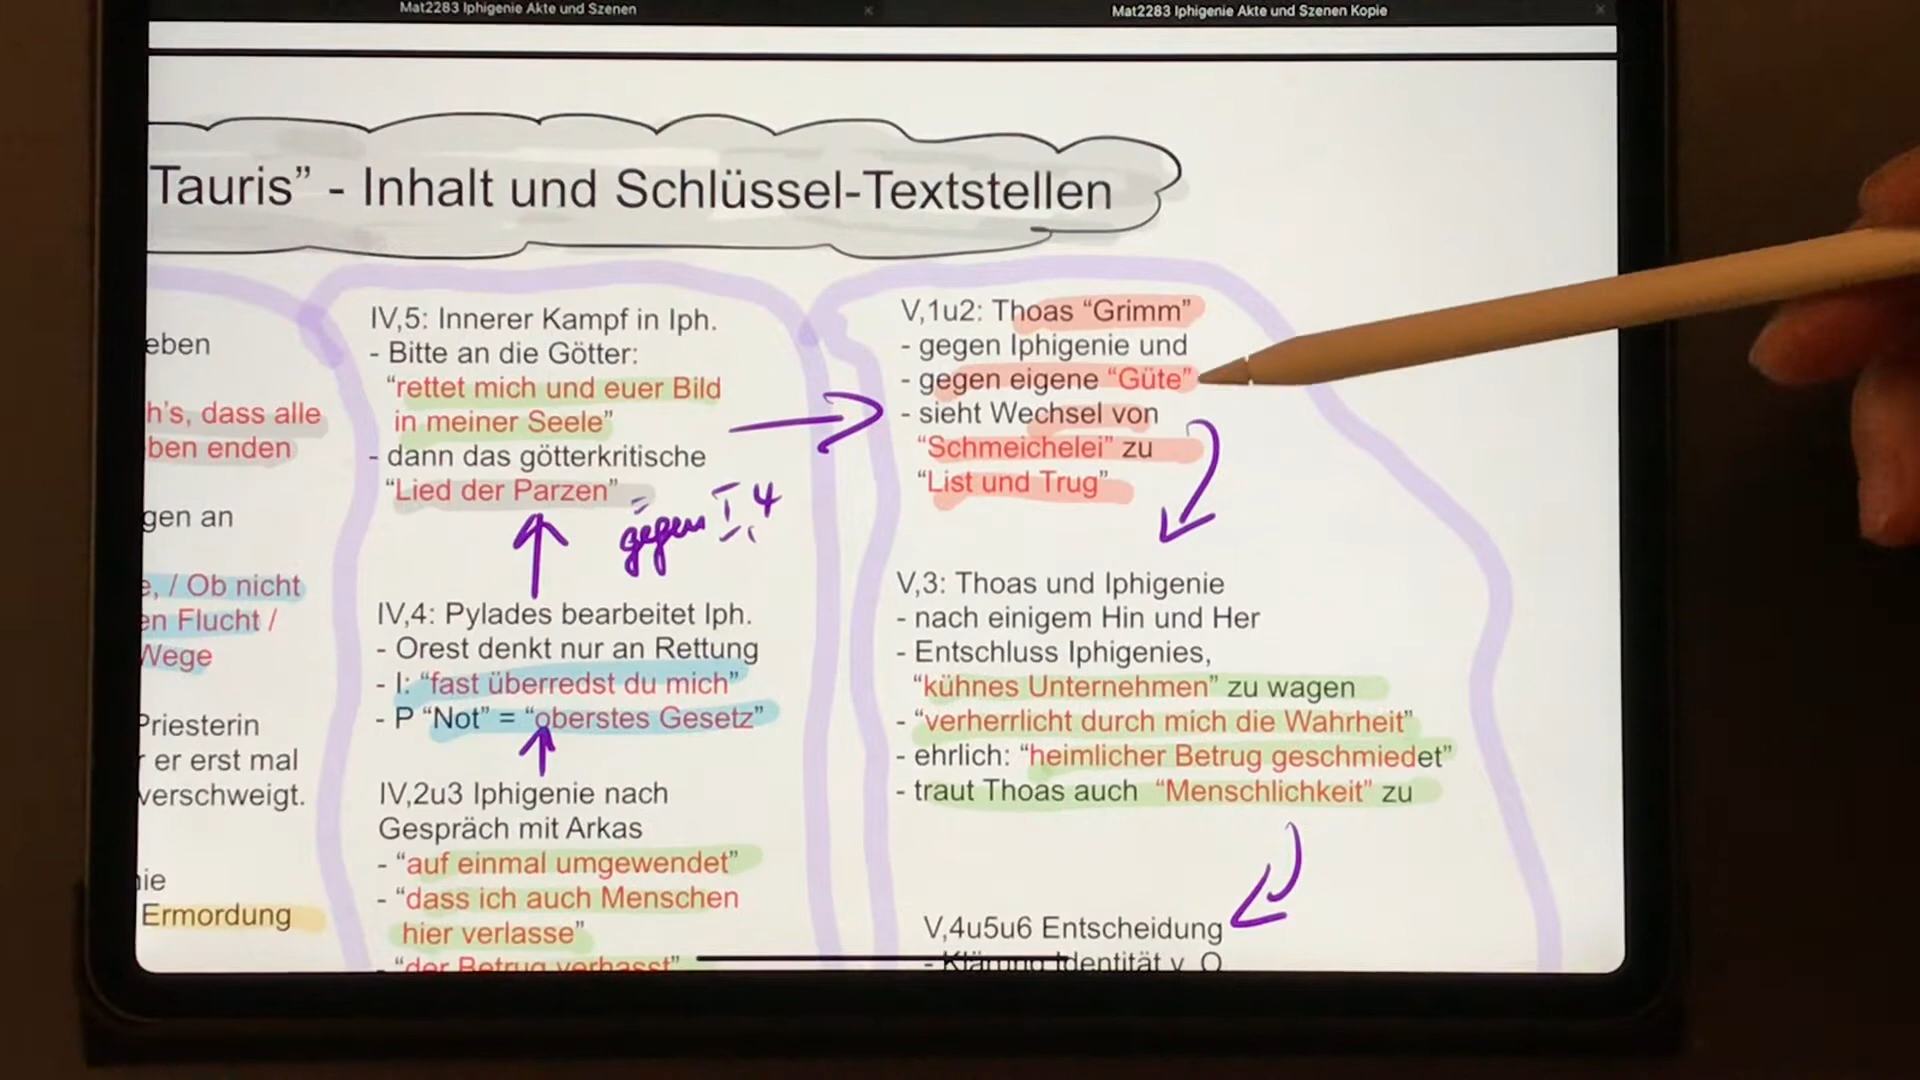 Mat2283 Iphigenie Akte und Szenen
Mat2283 Iphigenie Akte und Szenen Kopie
Tauris” - Inhalt und Schlüssel-Textstellen
eben
h’s, dass alle
ben enden
gen an
e, / Ob nicht
en Flucht /
Wege
Priesterin
r er erst mal
verschweigt.
nie
Ermordung
IV,5: Innerer Kampf in Iph.
- Bitte an die Götter:
“rettet mich und euer Bild
in meiner Seele”
- dann das götterkritische
“Lied der Parzen”
gegen I,4
IV,4: Pylades bearbeitet Iph.
- Orest denkt nur an Rettung
- I: “fast überredst du mich”
- P “Not” = “oberstes Gesetz”
IV,2u3 Iphigenie nach
Gespräch mit Arkas
- “auf einmal umgewendet”
- “dass ich auch Menschen
hier verlasse”
- “der Betrug verhasst”
V,1u2: Thoas “Grimm”
- gegen Iphigenie und
- gegen eigene “Güte”
- sieht Wechsel von
“Schmeichelei” zu
“List und Trug”
V,3: Thoas und Iphigenie
- nach einigem Hin und Her
- Entschluss Iphigenies,
“kühnes Unternehmen” zu wagen
- “verherrlicht durch mich die Wahrheit”
- ehrlich: “heimlicher Betrug geschmiedet”
- traut Thoas auch “Menschlichkeit” zu
V,4u5u6 Entscheidung
- Klärung Identität v. O